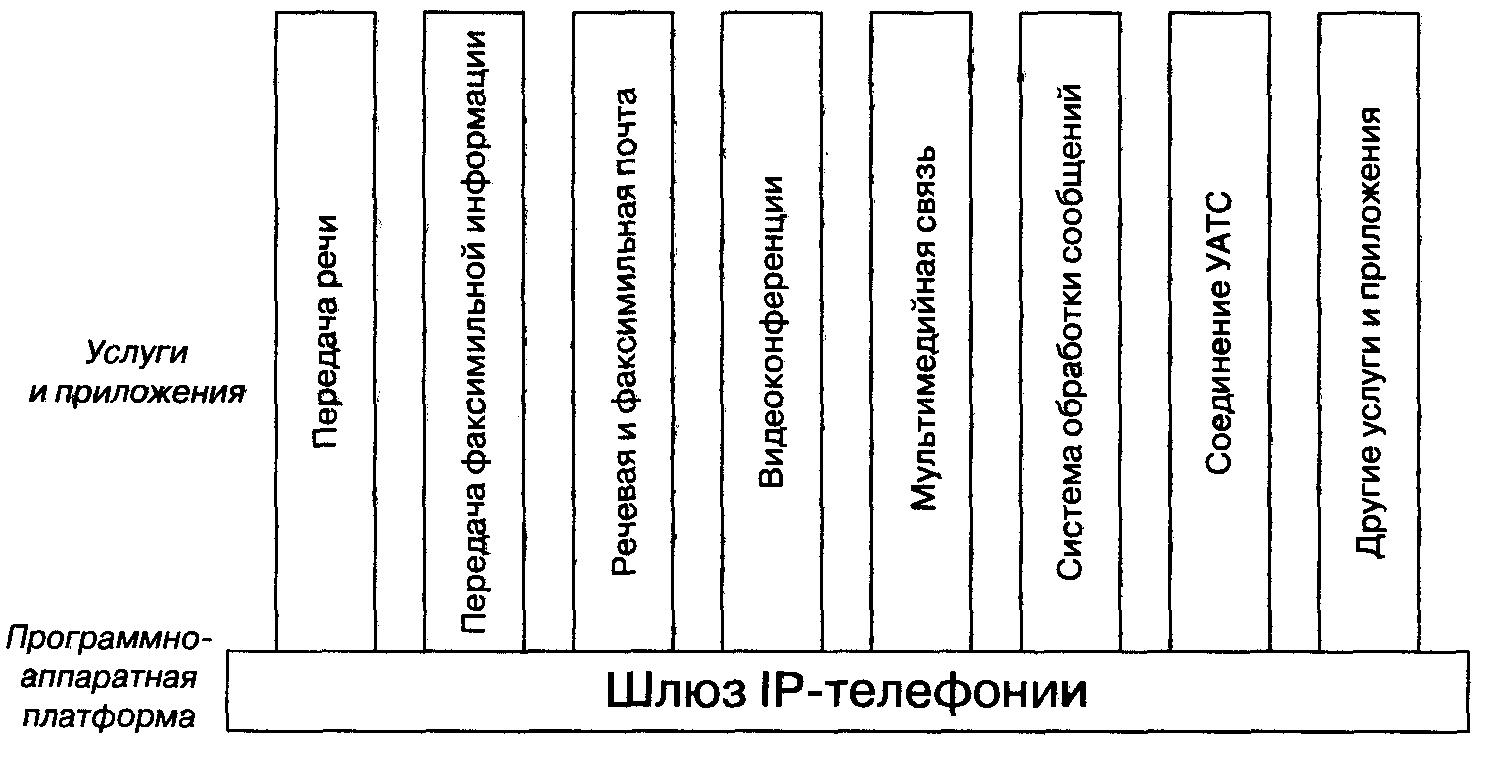 Услуги
и приложения
Передача речи
Передача факсимильной информации
Речевая и факсимильная почта
Видеоконференции
Мультимедийная связь
Система обработки сообщений
Соединение УАТС
Другие услуги и приложения
Программно-
аппаратная
платформа
Шлюз IP-телефонии